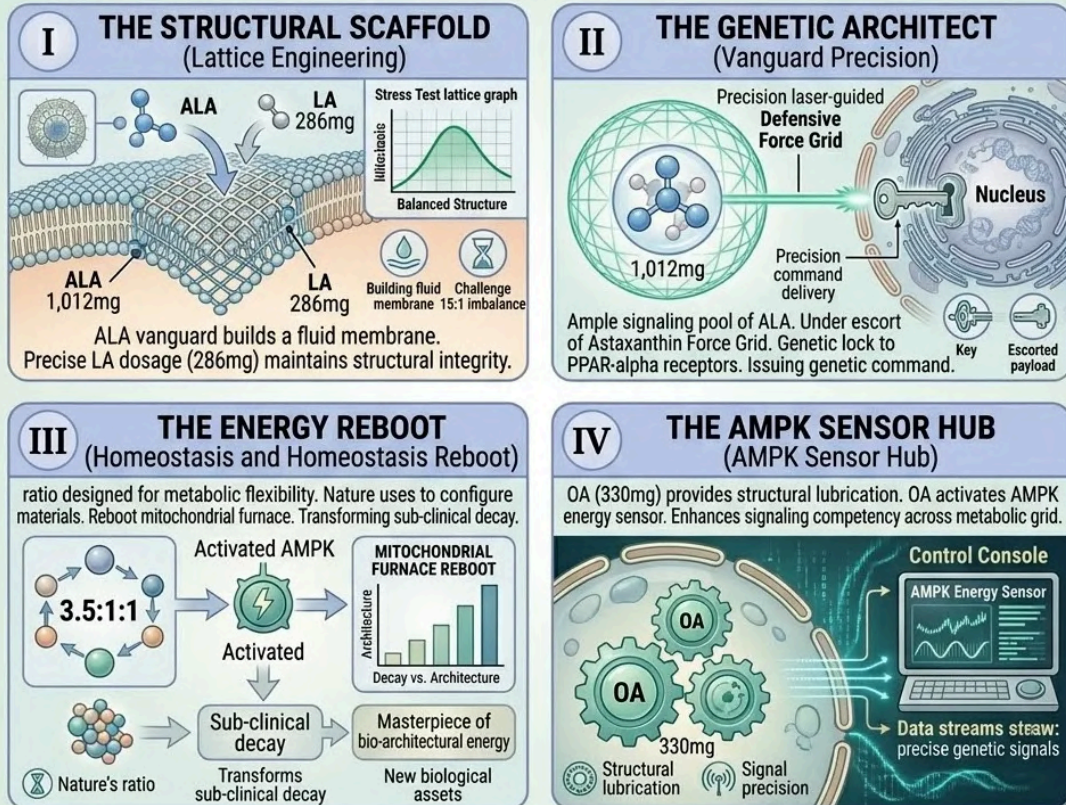 I
THE STRUCTURAL SCAFFOLD
(Lattice Engineering)
ALA
LA
286mg
Stress Test lattice graph
Balanced Structure
ALA
1,012mg
LA
286mg
Building fluid
membrane
Challenge
15:1 imbalance
ALA vanguard builds a fluid membrane.
Precise LA dosage (286mg) maintains structural integrity.
II
THE GENETIC ARCHITECT
(Vanguard Precision)
Precision laser-guided
Defensive
Force Grid
Nucleus
1,012mg
Precision
command
delivery
Ample signaling pool of ALA. Under escort
of Astaxanthin Force Grid. Genetic lock to
PPAR-alpha receptors. Issuing genetic command.
Key
Escorted
payload
III
THE ENERGY REBOOT
(Homeostasis and Homeostasis Reboot)
ratio designed for metabolic flexibility. Nature uses to configure
materials. Reboot mitochondrial furnace. Transforming sub-clinical decay.
3.5:1:1
Activated AMPK
Activated
MITOCHONDRIAL
FURNACE REBOOT
Architecture
Decay vs. Architecture
Sub-clinical
decay
Masterpiece of
bio-architectural energy
Nature's ratio
Transforms
sub-clinical decay
New biological
assets
IV
THE AMPK SENSOR HUB
(AMPK Sensor Hub)
OA (330mg) provides structural lubrication. OA activates AMPK
energy sensor. Enhances signaling competency across metabolic grid.
Control Console
AMPK Energy Sensor
OA
OA
330mg
Structural
lubrication
Signal
precision
Data streams straw:
precise genetic signals